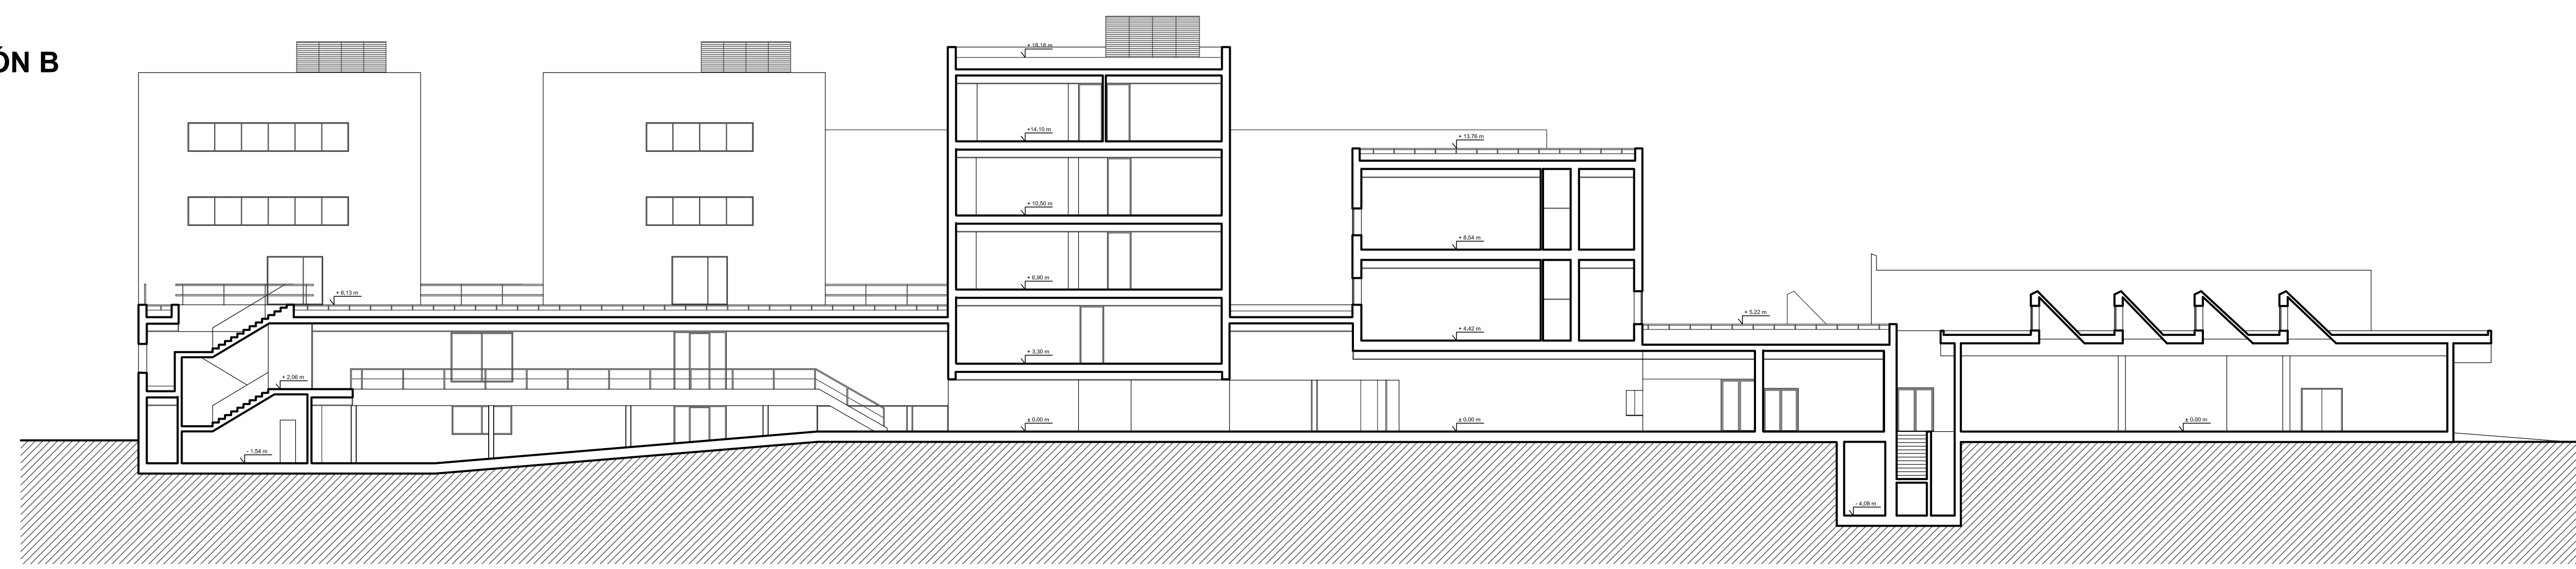 ÓN B
+ 18,18 m
+14,10 m
+ 13,76 m
+ 10,50 m
+ 8,54 m
+ 6,90 m
+ 6,13 m
+ 5,22 m
+ 4,42 m
+ 3,30 m
+ 2,06 m
± 0.00 m
± 0.00 m
± 0.00 m
- 1,54 m
- 4,08 m